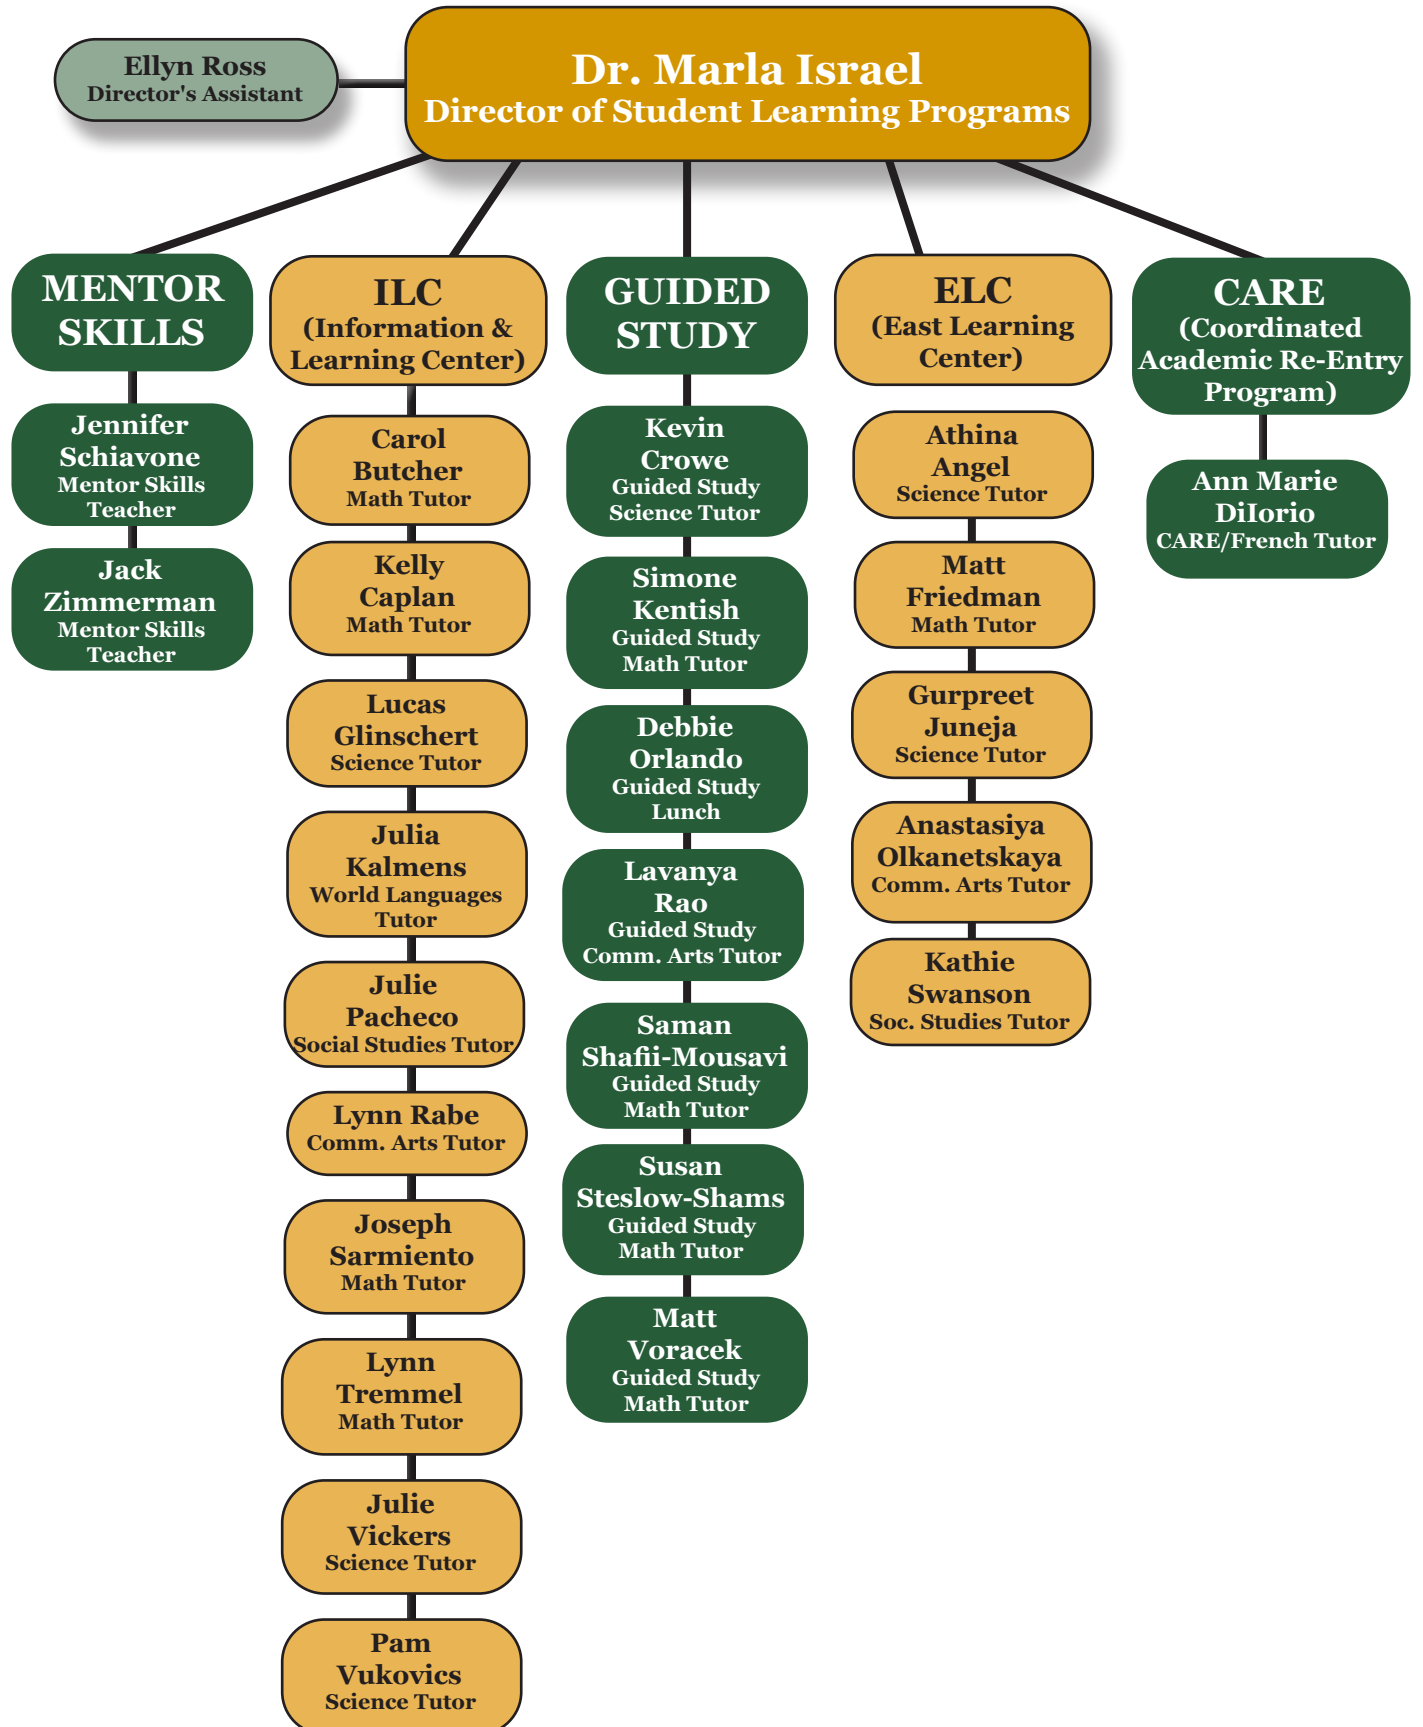 Ellyn Ross
Director's Assistant
Dr. Marla Israel
Director of Student Learning Programs
MENTOR
SKILLS
Jennifer
Schiavone
Mentor Skills
Teacher
Jack
Zimmerman
Mentor Skills
Teacher
ILC
(Information &
Learning Center)
Carol
Butcher
Math Tutor
Kelly
Caplan
Math Tutor
Lucas
Glinschert
Science Tutor
Julia
Kalmens
World Languages
Tutor
Julie
Pacheco
Social Studies Tutor
Lynn Rabe
Comm. Arts Tutor
Joseph
Sarmiento
Math Tutor
Lynn
Tremmel
Math Tutor
Julie
Vickers
Science Tutor
Pam
Vukovics
Science Tutor
GUIDED
STUDY
Kevin
Crowe
Guided Study
Science Tutor
Simone
Kentish
Guided Study
Math Tutor
Debbie
Orlando
Guided Study
Lunch
Lavanya
Rao
Guided Study
Comm. Arts Tutor
Saman
Shafii-Mousavi
Guided Study
Math Tutor
Susan
Steslow-Shams
Guided Study
Math Tutor
Matt
Voracek
Guided Study
Math Tutor
ELC
(East Learning
Center)
Athina
Angel
Science Tutor
Matt
Friedman
Math Tutor
Gurpreet
Juneja
Science Tutor
Anastasiya
Olkanetskaya
Comm. Arts Tutor
Kathie
Swanson
Soc. Studies Tutor
CARE
(Coordinated
Academic Re-Entry
Program)
Ann Marie
DiIorio
CARE/French Tutor